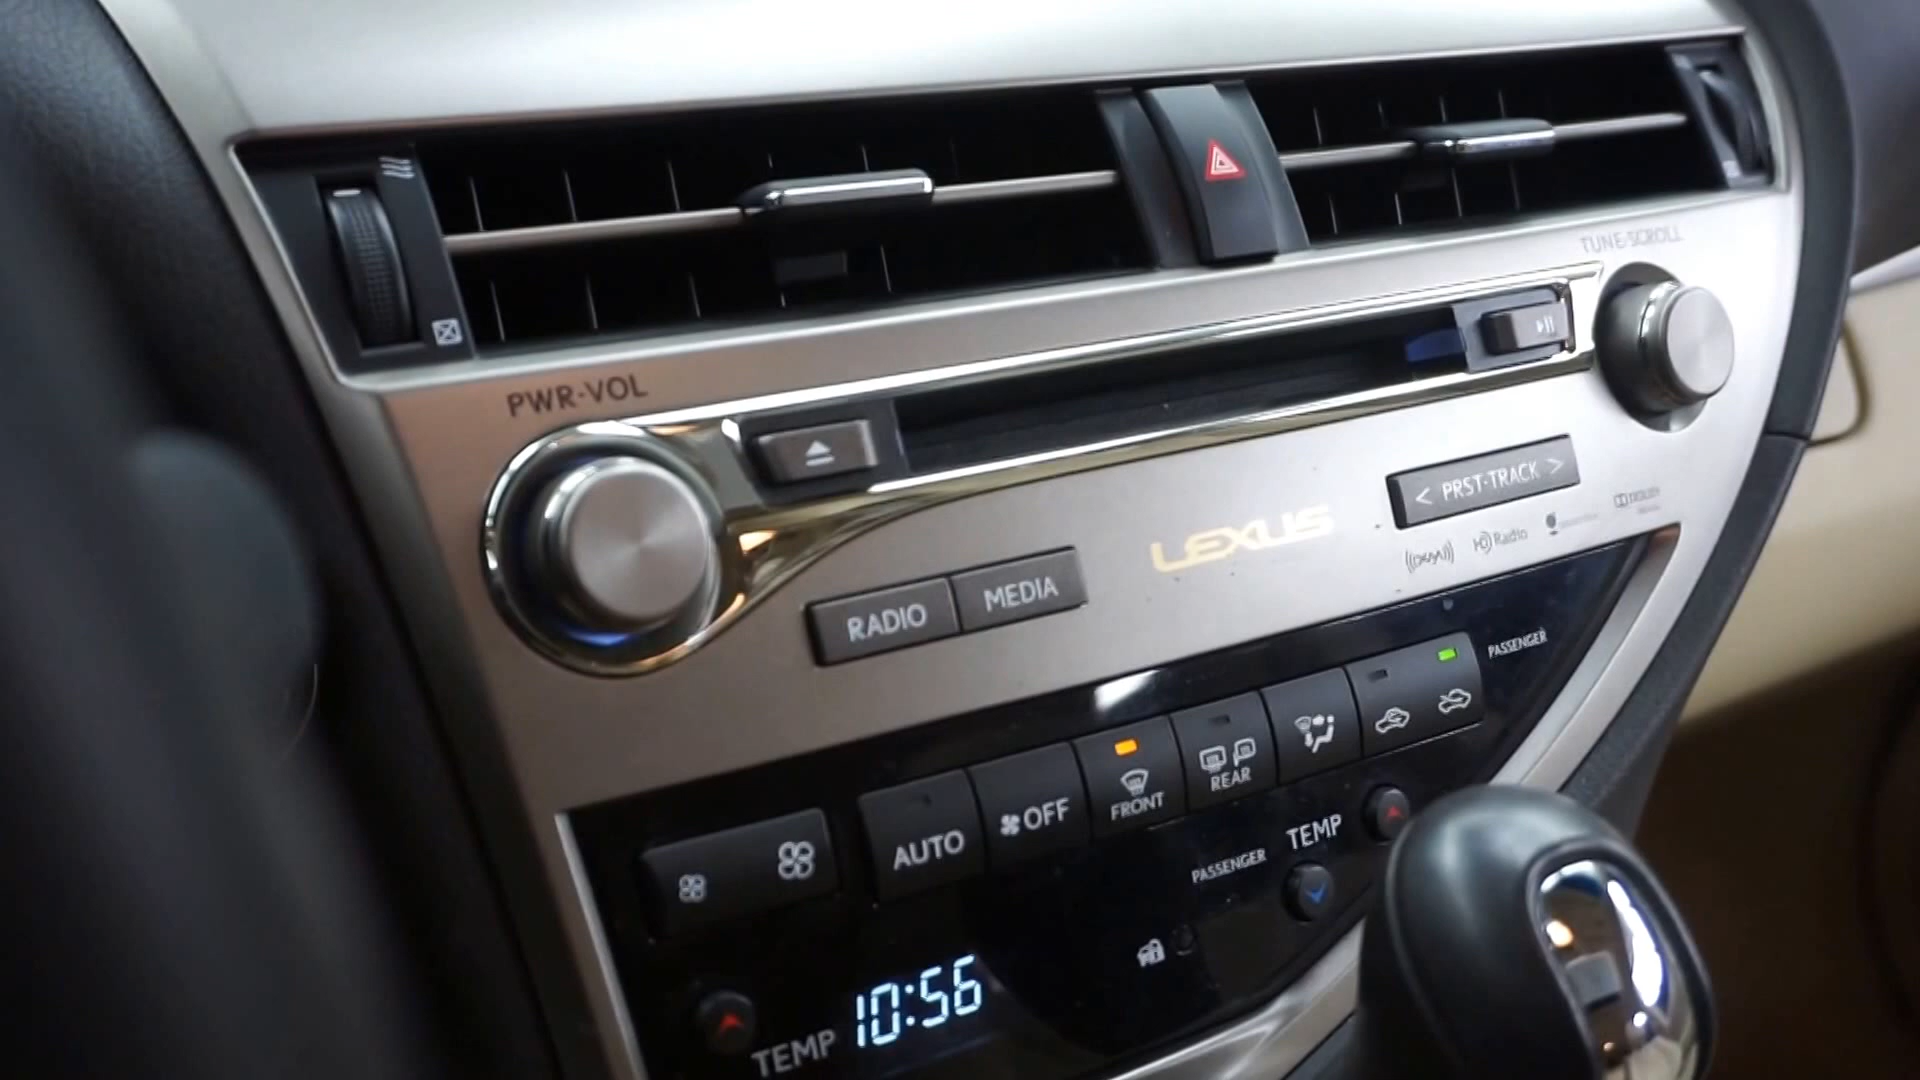 TUNE·SCROLL
PWR·VOL
< PRST·TRACK >
LEXUS
RADIO MEDIA
HD Radio
DOLBY
PASSENGER
AUTO OFF FRONT REAR
PASSENGER TEMP
TEMP 10:56